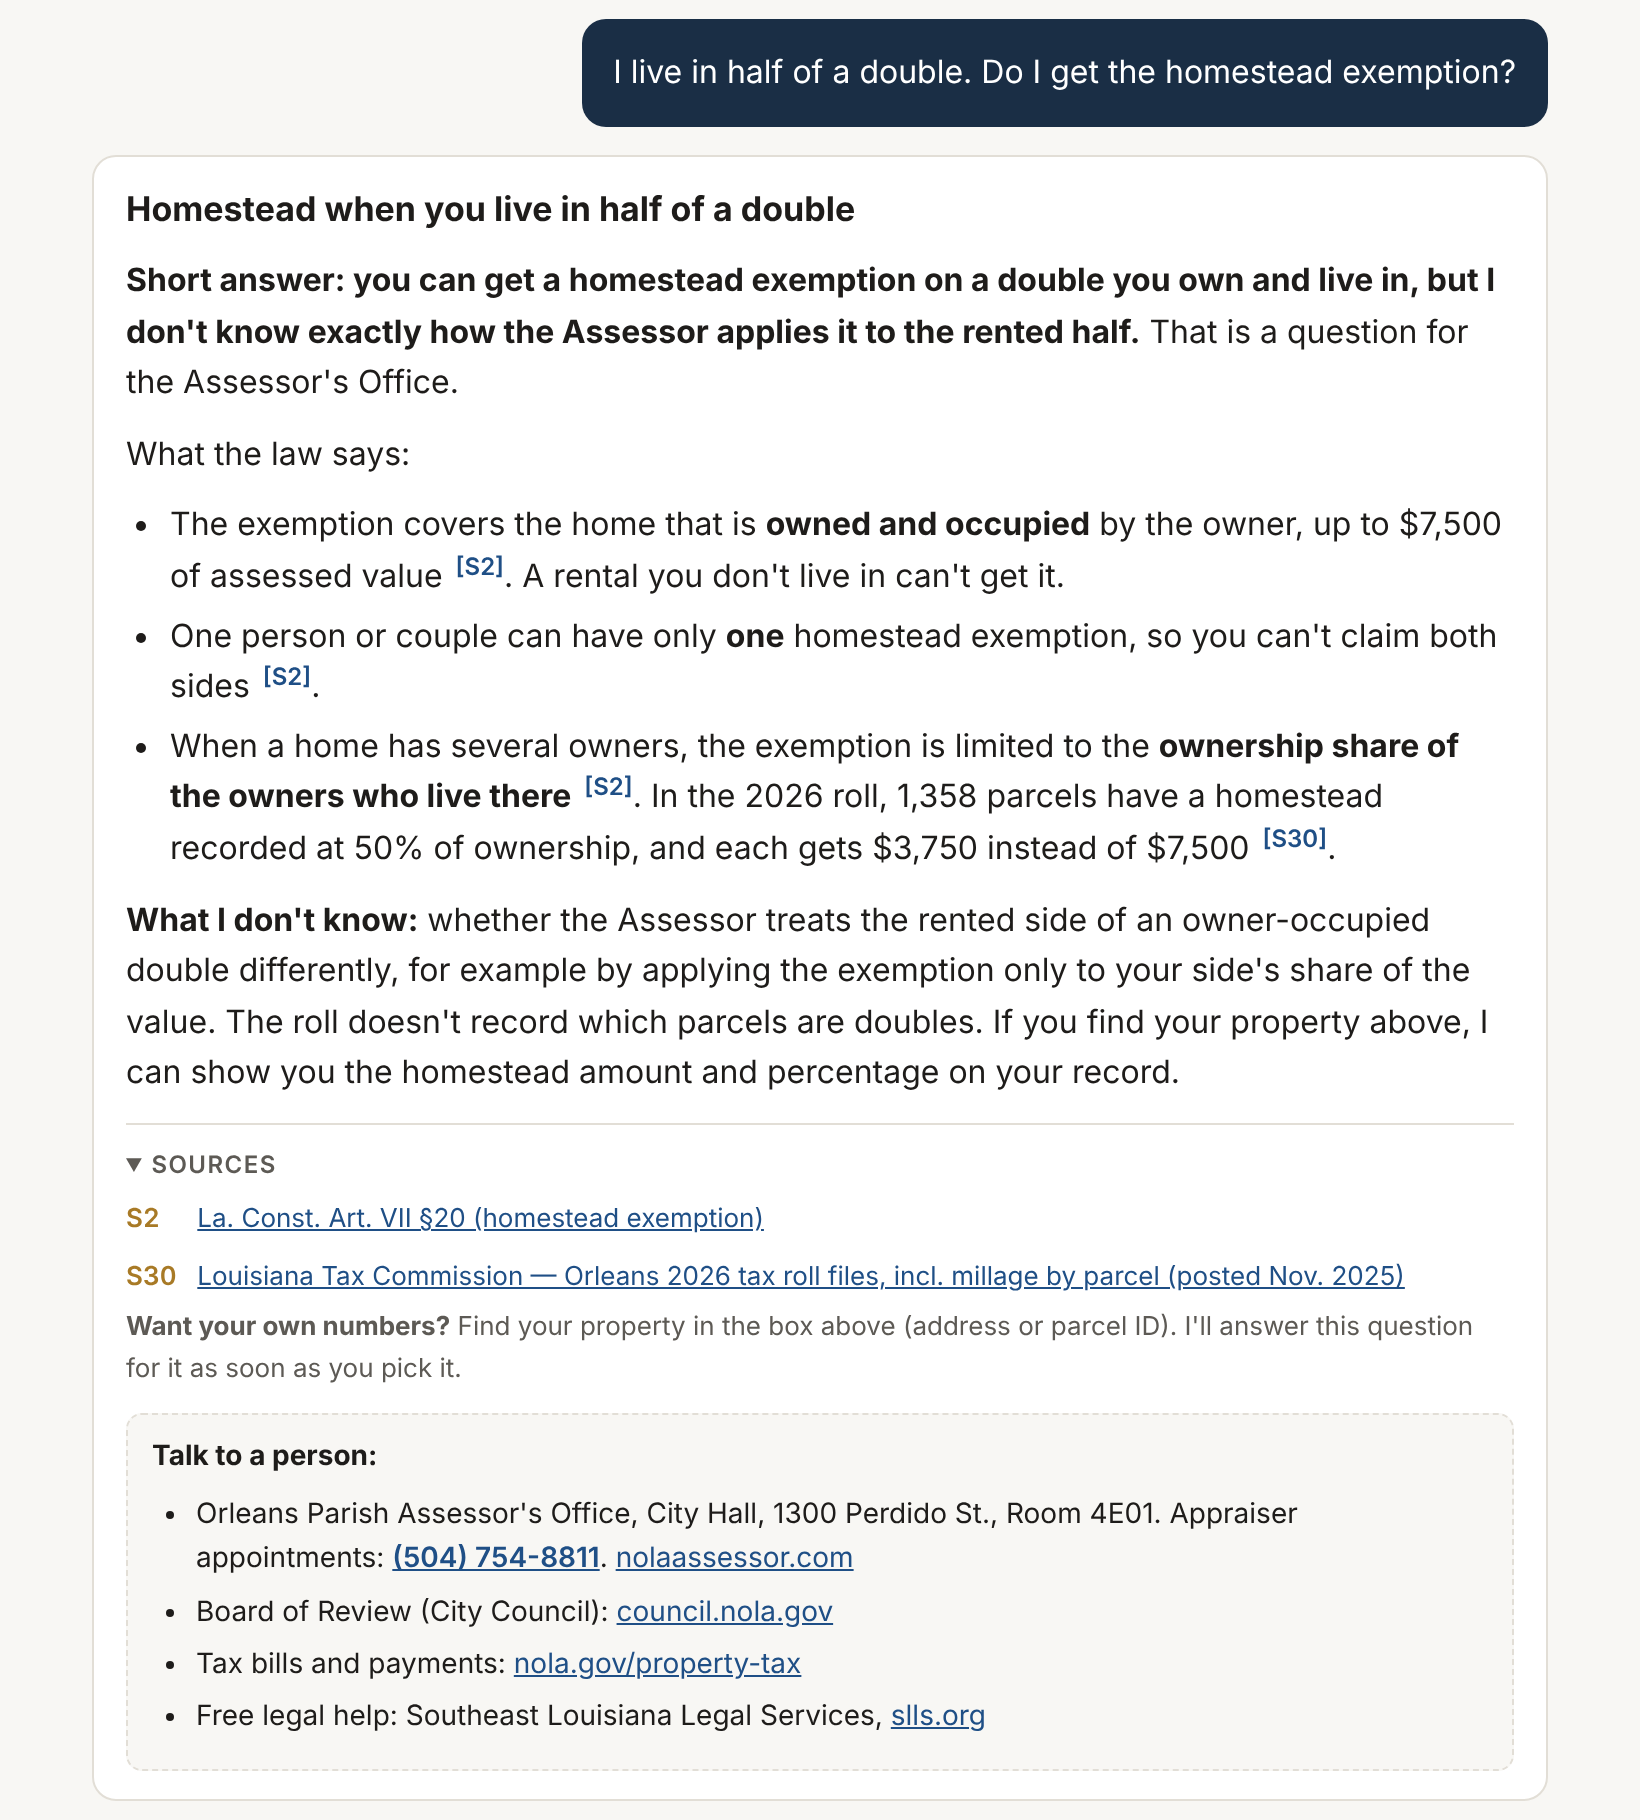 I live in half of a double. Do I get the homestead exemption?
Homestead when you live in half of a double
Short answer: you can get a homestead exemption on a double you own and live in, but I
don't know exactly how the Assessor applies it to the rented half. That is a question for
the Assessor's Office.
What the law says:
• The exemption covers the home that is owned and occupied by the owner, up to $7,500
of assessed value [S2]. A rental you don't live in can't get it.
• One person or couple can have only one homestead exemption, so you can't claim both
sides [S2].
• When a home has several owners, the exemption is limited to the ownership share of
the owners who live there [S2]. In the 2026 roll, 1,358 parcels have a homestead
recorded at 50% of ownership, and each gets $3,750 instead of $7,500 [S30].
What I don't know: whether the Assessor treats the rented side of an owner-occupied
double differently, for example by applying the exemption only to your side's share of the
value. The roll doesn't record which parcels are doubles. If you find your property above, I
can show you the homestead amount and percentage on your record.
▼ SOURCES
S2 La. Const. Art. VII §20 (homestead exemption)
S30 Louisiana Tax Commission — Orleans 2026 tax roll files, incl. millage by parcel (posted Nov. 2025)
Want your own numbers? Find your property in the box above (address or parcel ID). I'll answer this question
for it as soon as you pick it.
Talk to a person:
• Orleans Parish Assessor's Office, City Hall, 1300 Perdido St., Room 4E01. Appraiser
appointments: (504) 754-8811. nolaassessor.com
• Board of Review (City Council): council.nola.gov
• Tax bills and payments: nola.gov/property-tax
• Free legal help: Southeast Louisiana Legal Services, slls.org